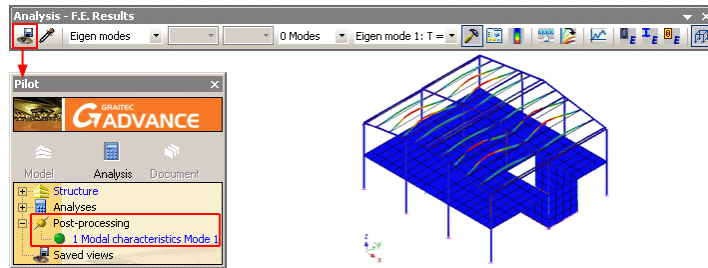 Analysis - F.E. Results
Eigen modes
0 Modes
Eigen mode 1: T =
Pilot
GRAITEC
ADVANCE
Model
Analysis
Document
Structure
Analyses
Post-processing
1 Modal characteristics Mode 1
Saved views
z
y
x